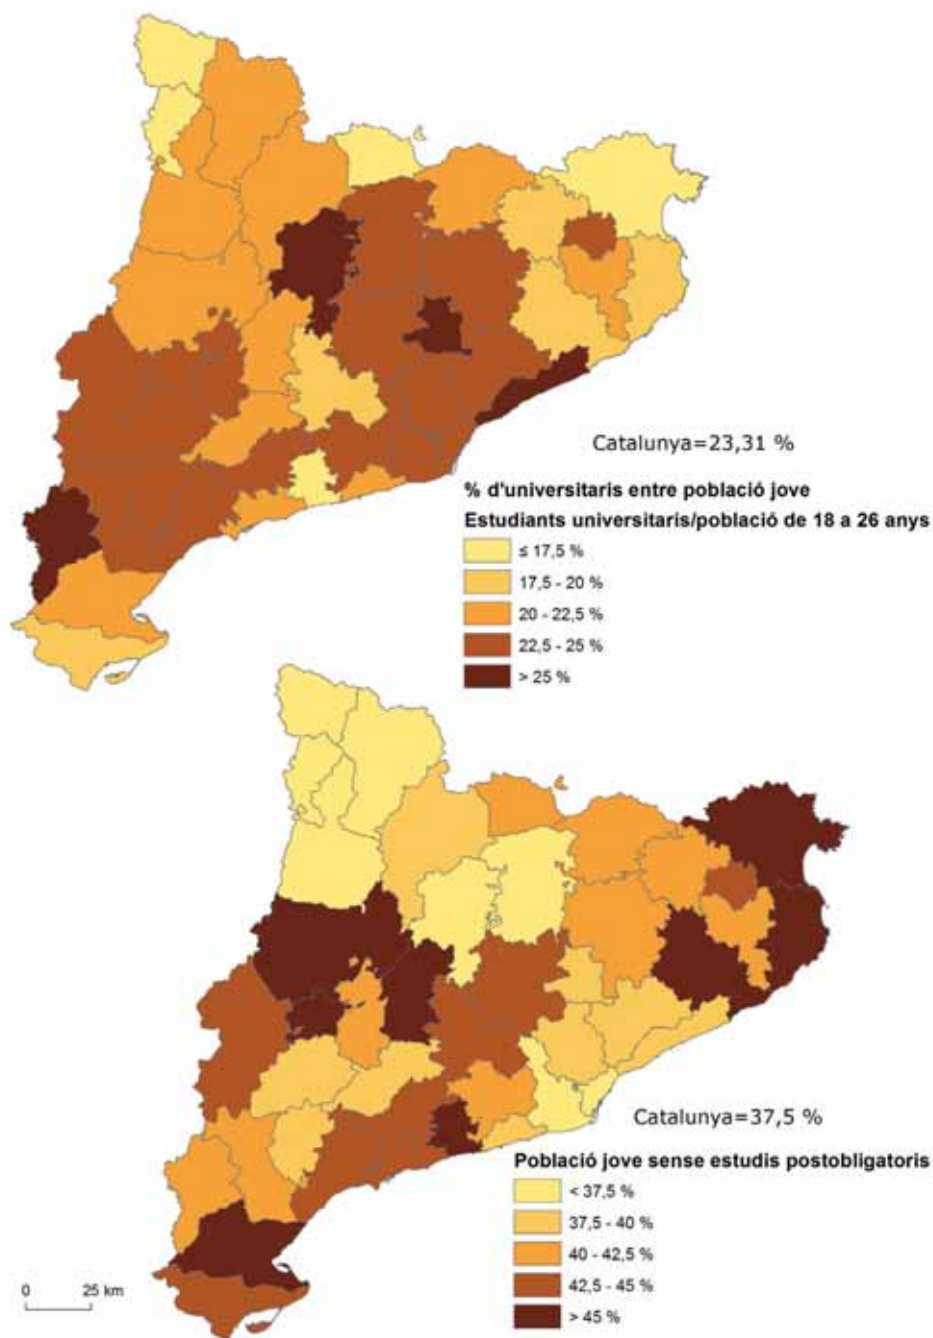 Catalunya=23,31 %
% d'universitaris entre població jove
Estudiants universitaris/població de 18 a 26 anys
≤ 17,5 %
17,5 - 20 %
20 - 22,5 %
22,5 - 25 %
> 25 %
Catalunya=37,5 %
Població jove sense estudis postobligatoris
< 37,5 %
37,5 - 40 %
40 - 42,5 %
42,5 - 45 %
> 45 %
0 25 km